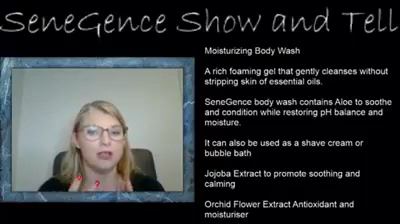 SeneGence Show and Tell
Moisturizing Body Wash
A rich foaming gel that gently cleanses without
stripping skin of essential oils.
SeneGence body wash contains Aloe to soothe
and condition while restoring pH balance and
moisture.
It can also be used as a shave cream or
bubble bath
Jojoba Extract to promote soothing and
calming
Orchid Flower Extract Antioxidant and
moisturiser